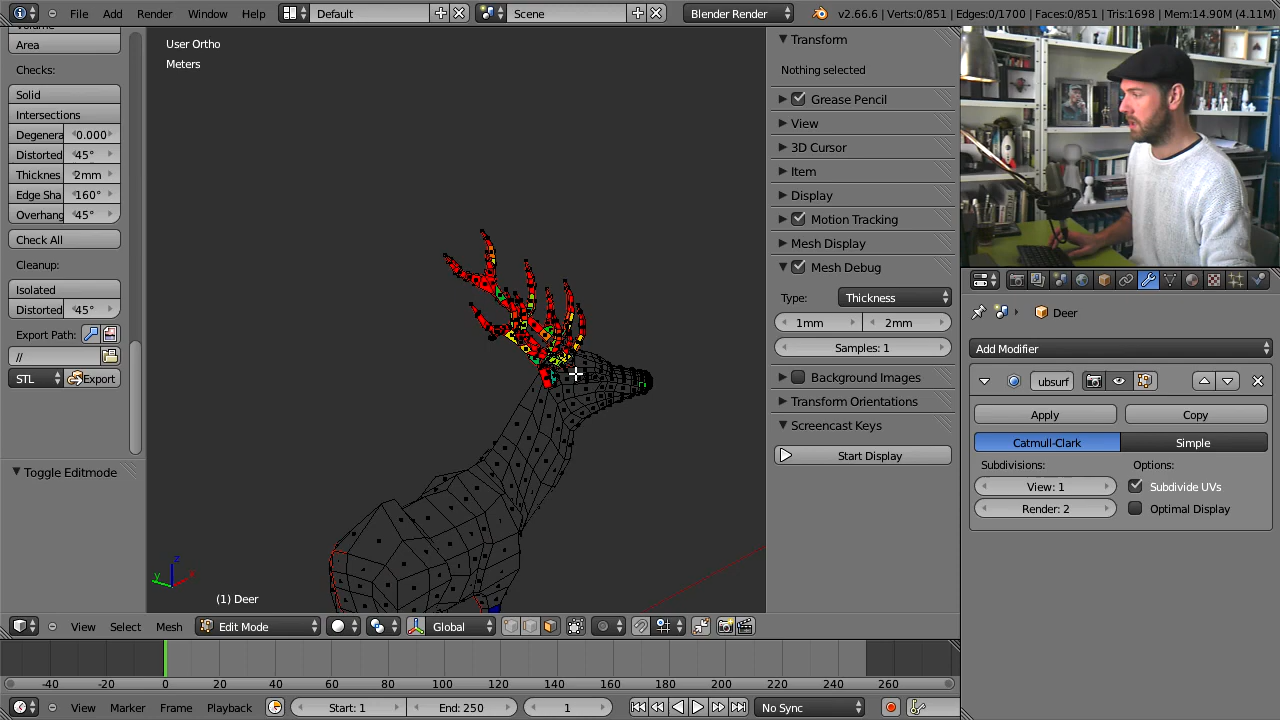 File Add Render Window Help Default Scene Blender Render v2.66.6 | Verts:0/851 | Edges:0/1700 | Faces:0/851 | Tris:1698 | Mem:14.90M (4.11M)
Area
Checks:
Solid
Intersections
Degenera 0.000
Distorted 45°
Thicknes 2mm
Edge Sha 160°
Overhang 45°
Check All
Cleanup:
Isolated
Distorted 45°
Export Path:
//
STL Export
Toggle Editmode
User Ortho
Meters
z
y
x
(1) Deer
Transform
Nothing selected
Grease Pencil
View
3D Cursor
Item
Display
Motion Tracking
Mesh Display
Mesh Debug
Type: Thickness
1mm 2mm
Samples: 1
Background Images
Transform Orientations
Screencast Keys
Start Display
Deer
Add Modifier
ubsurf
Apply Copy
Catmull-Clark Simple
Subdivisions: Options:
View: 1 Subdivide UVs
Render: 2 Optimal Display
View Select Mesh Edit Mode Global
-40 -20 0 20 40 60 80 100 120 140 160 180 200 220 240 260
View Marker Frame Playback Start: 1 End: 250 1 No Sync